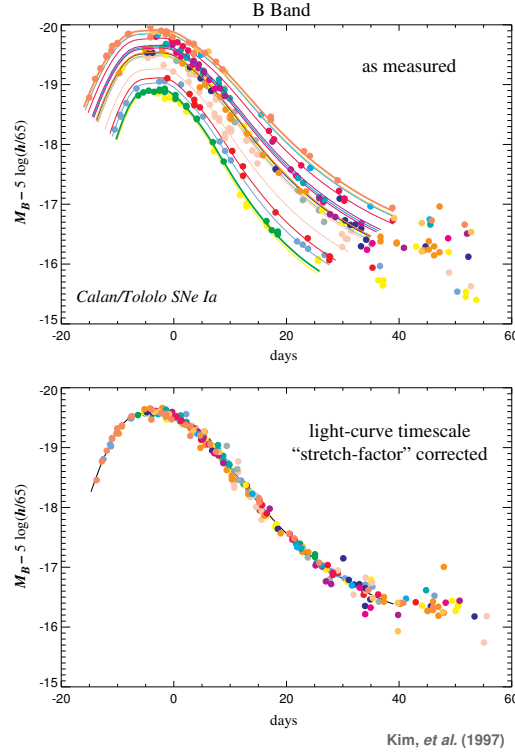 B Band
-20
-19
-18
-17
-16
-15
-20
0
20
40
60
days
M_B – 5 log(h/65)
as measured
Calan/Tololo SNe Ia
-20
-19
-18
-17
-16
-15
-20
0
20
40
60
days
M_B – 5 log(h/65)
light-curve timescale
“stretch-factor” corrected
Kim, et al. (1997)